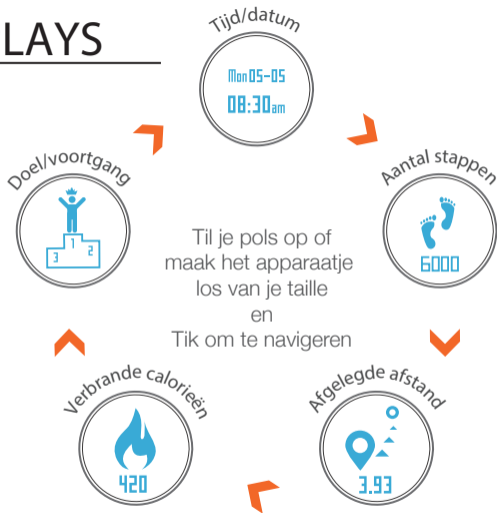 LAYS
Tijd/datum
Mon 05-05
08:30am
Aantal stappen
6000
Afgelegde afstand
3.93
Verbrande calorieën
420
Doel/voortgang
1
2
3
Til je pols op of
maak het apparaatje
los van je taille
en
Tik om te navigeren